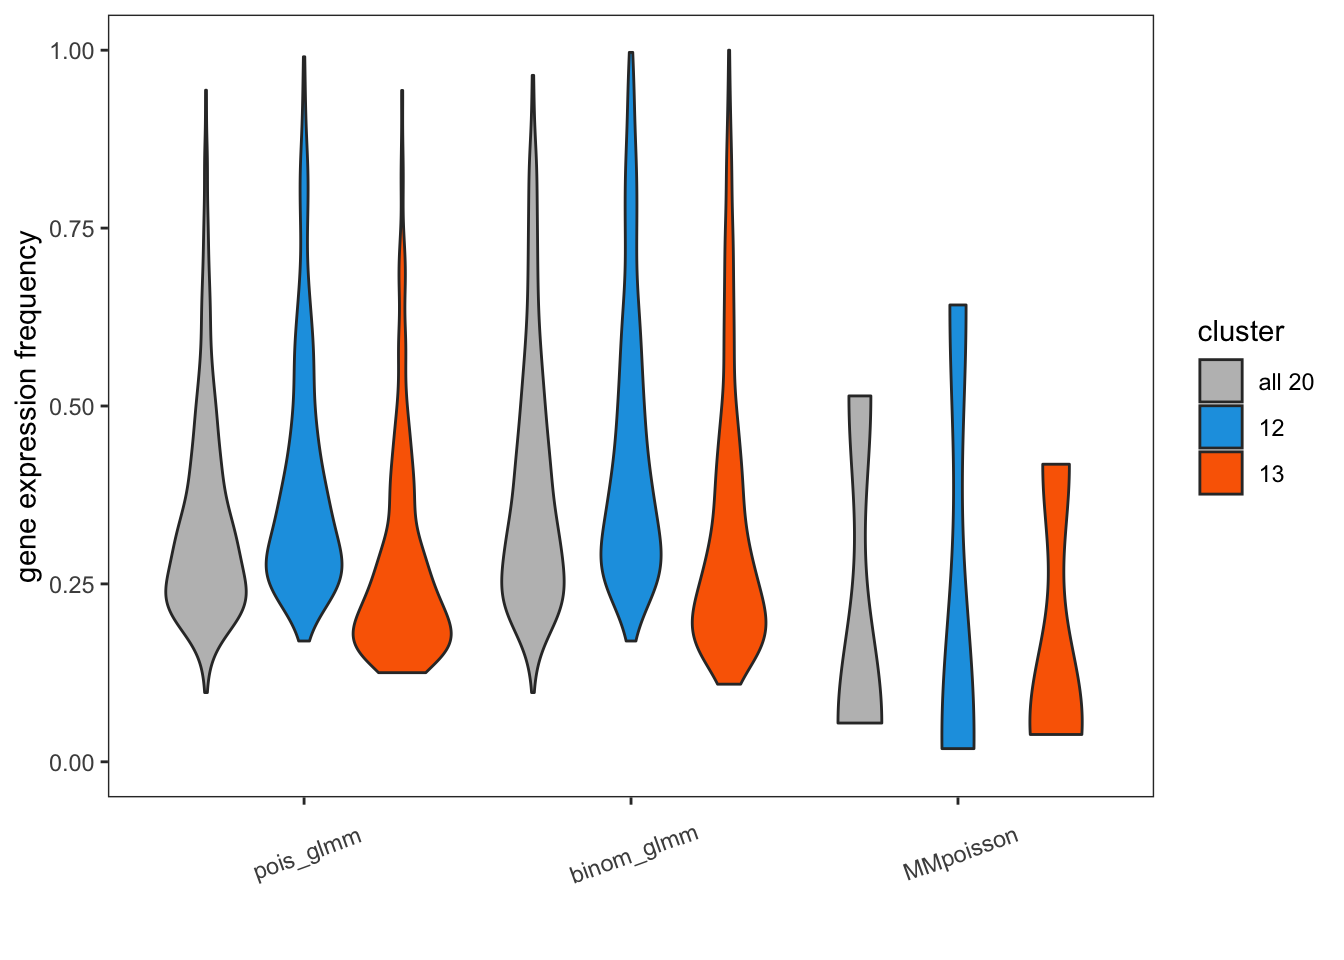 gene expression frequency
1.00
0.75
0.50
0.25
0.00
pois_glmm
binom_glmm
MMpoisson
cluster
all 20
12
13